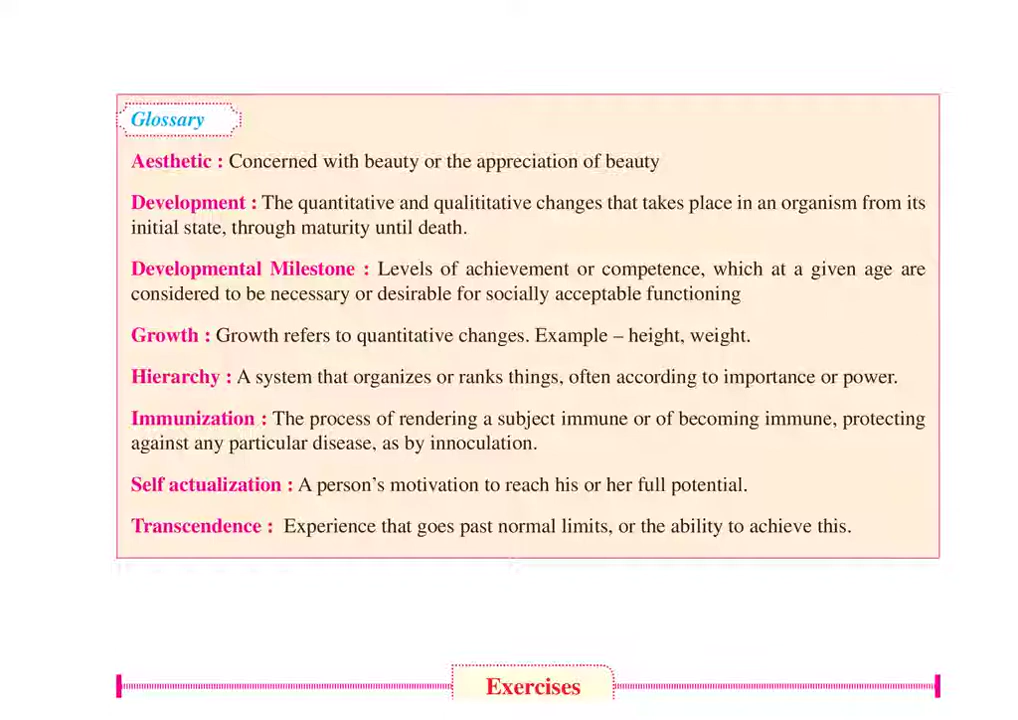 Glossary
Aesthetic : Concerned with beauty or the appreciation of beauty
Development : The quantitative and qualititative changes that takes place in an organism from its
initial state, through maturity until death.
Developmental Milestone : Levels of achievement or competence, which at a given age are
considered to be necessary or desirable for socially acceptable functioning
Growth : Growth refers to quantitative changes. Example – height, weight.
Hierarchy : A system that organizes or ranks things, often according to importance or power.
Immunization : The process of rendering a subject immune or of becoming immune, protecting
against any particular disease, as by innoculation.
Self actualization : A person’s motivation to reach his or her full potential.
Transcendence : Experience that goes past normal limits, or the ability to achieve this.
Exercises